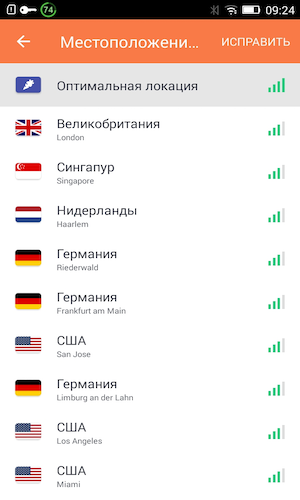 74
09:24
Местоположени...
ИСПРАВИТЬ
Оптимальная локация
Великобритания
London
Сингапур
Singapore
Нидерланды
Haarlem
Германия
Riederwald
Германия
Frankfurt am Main
США
San Jose
Германия
Limburg an der Lahn
США
Los Angeles
США
Miami